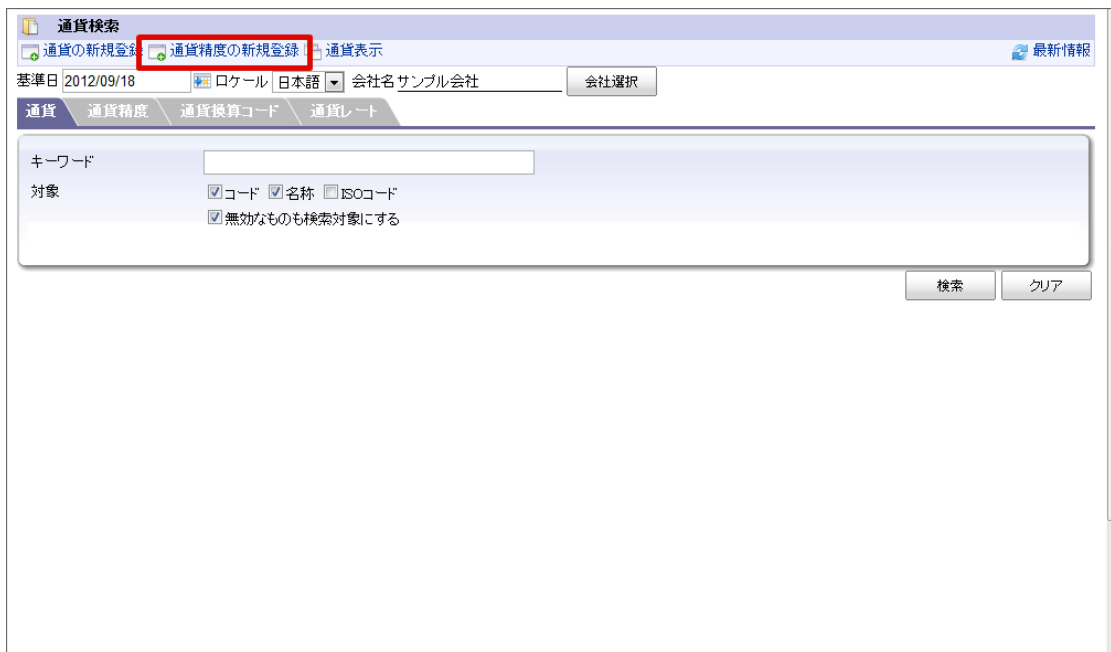 通貨検索
通貨の新規登録 通貨精度の新規登録 通貨表示 最新情報
基準日 2012/09/18 ロケール 日本語 会社名 サンプル会社 会社選択
通貨 通貨精度 通貨換算コード 通貨レート
キーワード
対象 コード 名称 ISOコード
無効なものも検索対象にする
検索 クリア